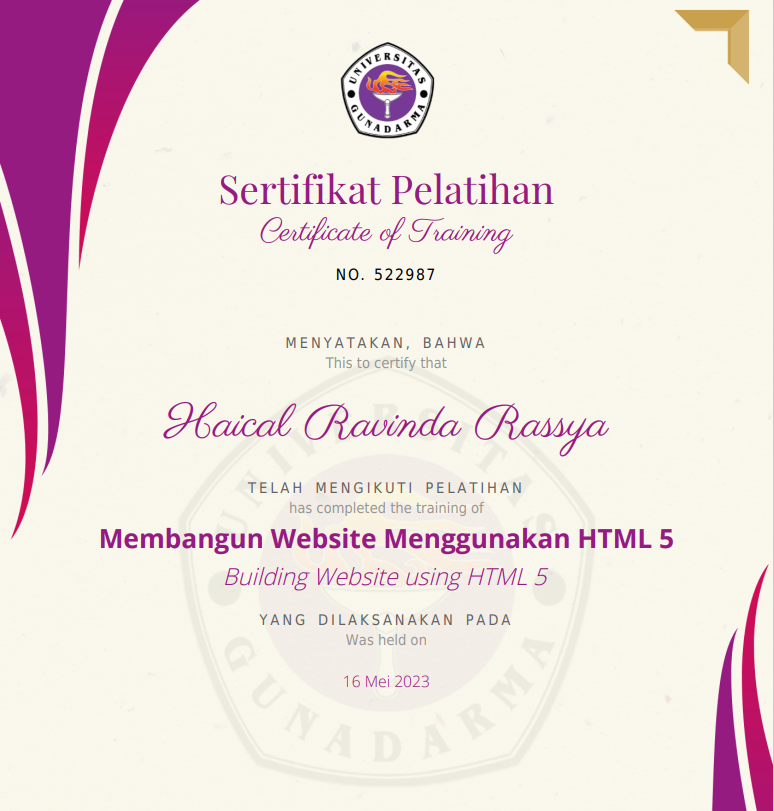 UNIVERSITAS
GUNADARMA
Sertifikat Pelatihan
Certificate of Training
NO. 522987
MENYATAKAN, BAHWA
This to certify that
Haical Ravinda Rassya
TELAH MENGIKUTI PELATIHAN
has completed the training of
Membangun Website Menggunakan HTML 5
Building Website using HTML 5
YANG DILAKSANAKAN PADA
Was held on
16 Mei 2023
UNIVERSITAS
GUNADARMA